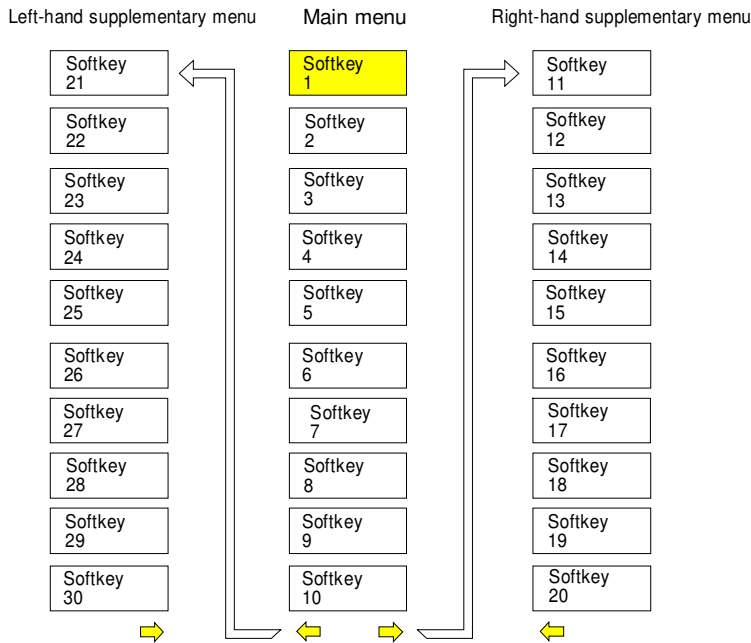 Left-hand supplementary menu
Main menu
Right-hand supplementary menu
Softkey
21
Softkey
22
Softkey
23
Softkey
24
Softkey
25
Softkey
26
Softkey
27
Softkey
28
Softkey
29
Softkey
30
Softkey
1
Softkey
2
Softkey
3
Softkey
4
Softkey
5
Softkey
6
Softkey
7
Softkey
8
Softkey
9
Softkey
10
Softkey
11
Softkey
12
Softkey
13
Softkey
14
Softkey
15
Softkey
16
Softkey
17
Softkey
18
Softkey
19
Softkey
20